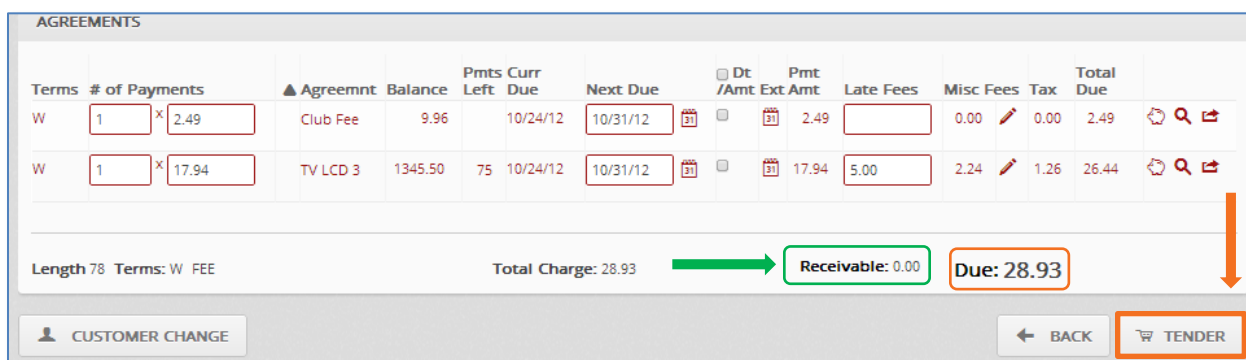 AGREEMENTS
Terms # of Payments ▲ Agreemnt Balance Pmts Left Curr Due Next Due Dt /Amt Ext Pmt Amt Late Fees Misc Fees Tax Total Due
W 1 x 2.49 Club Fee 9.96 10/24/12 10/31/12 31 31 2.49 0.00 0.00 2.49
W 1 x 17.94 TV LCD 3 1345.50 75 10/24/12 10/31/12 31 31 17.94 5.00 2.24 1.26 26.44
Length 78 Terms: W FEE Total Charge: 28.93 Receivable: 0.00 Due: 28.93
CUSTOMER CHANGE BACK TENDER